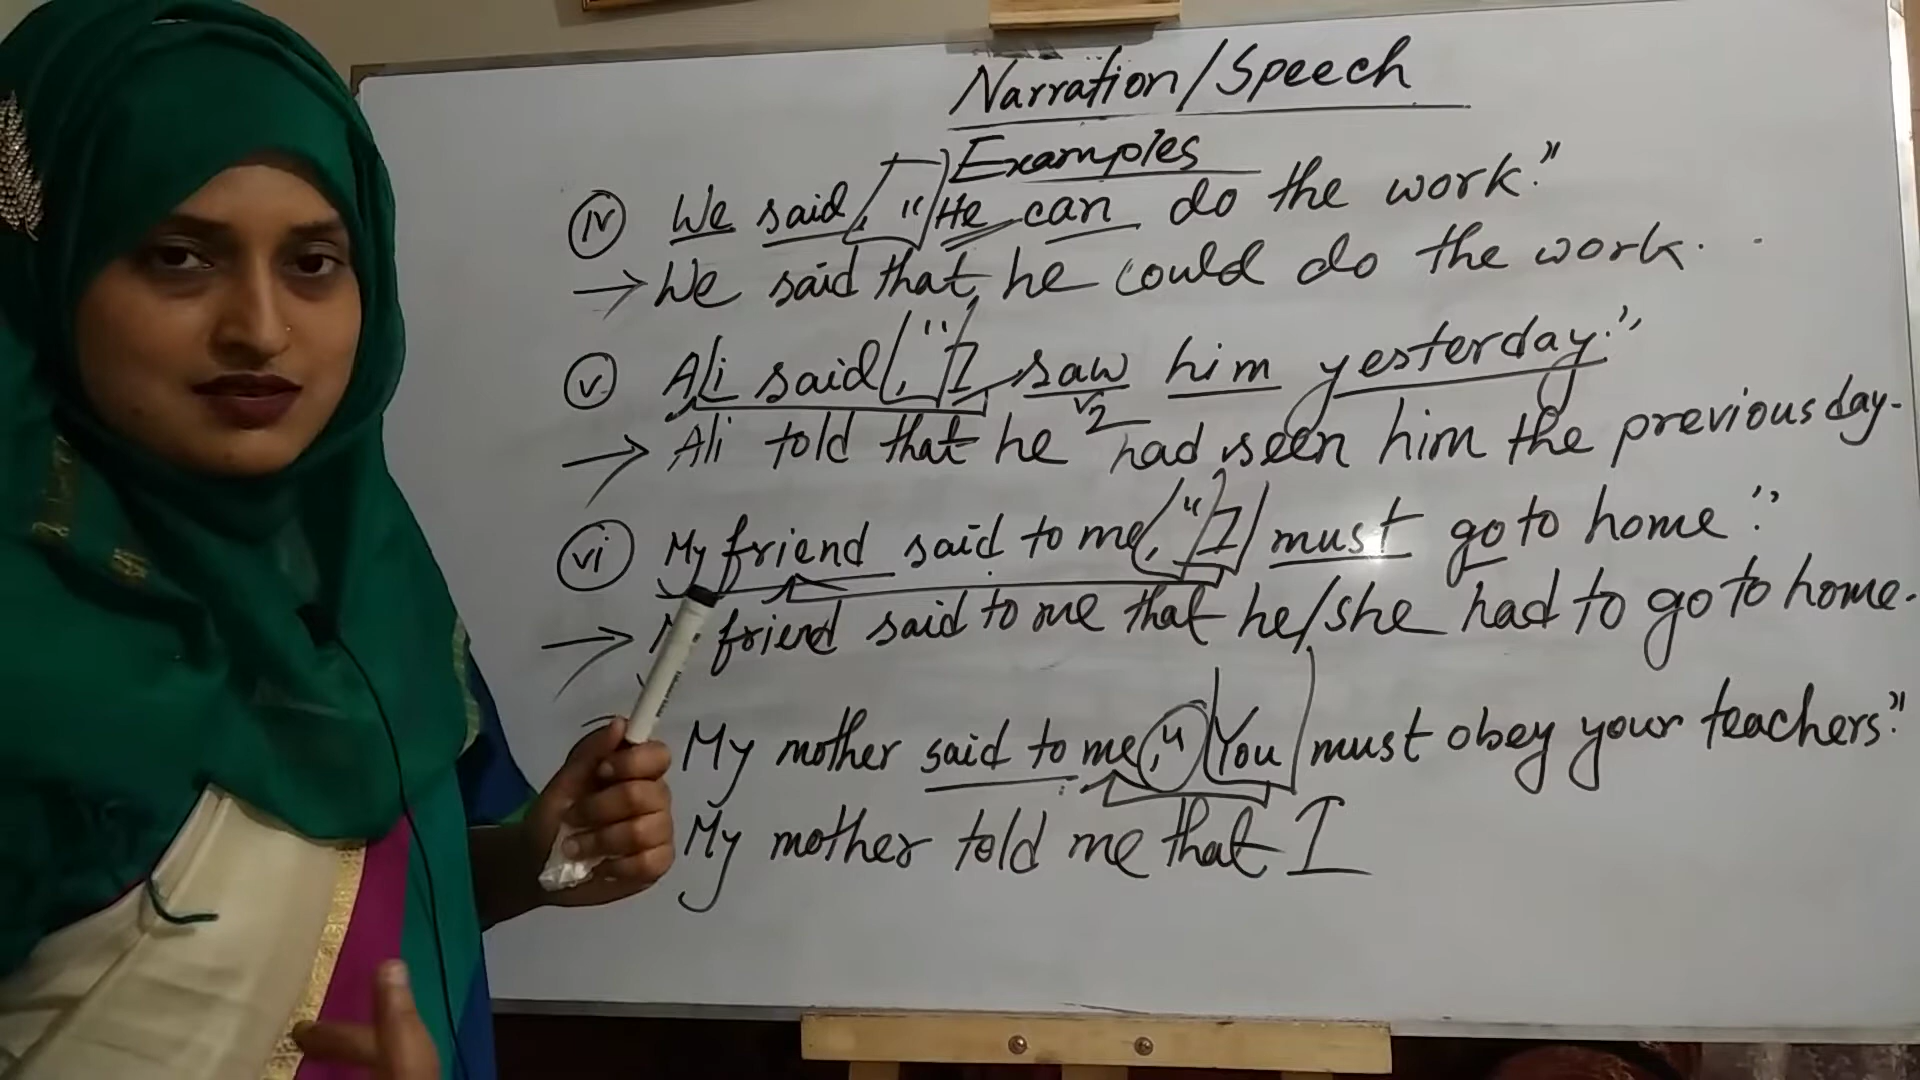 Narration/Speech
Examples
iv We said, "He can do the work."
→ We said that he could do the work.
v. Ali said, "I saw him yesterday."
v2
→ Ali told that he had seen him the previous day.
vi My friend said to me, "I must go to home."
→ friend said to me that he/she had to go to home.
My mother said to me, "You must obey your teachers."
My mother told me that I